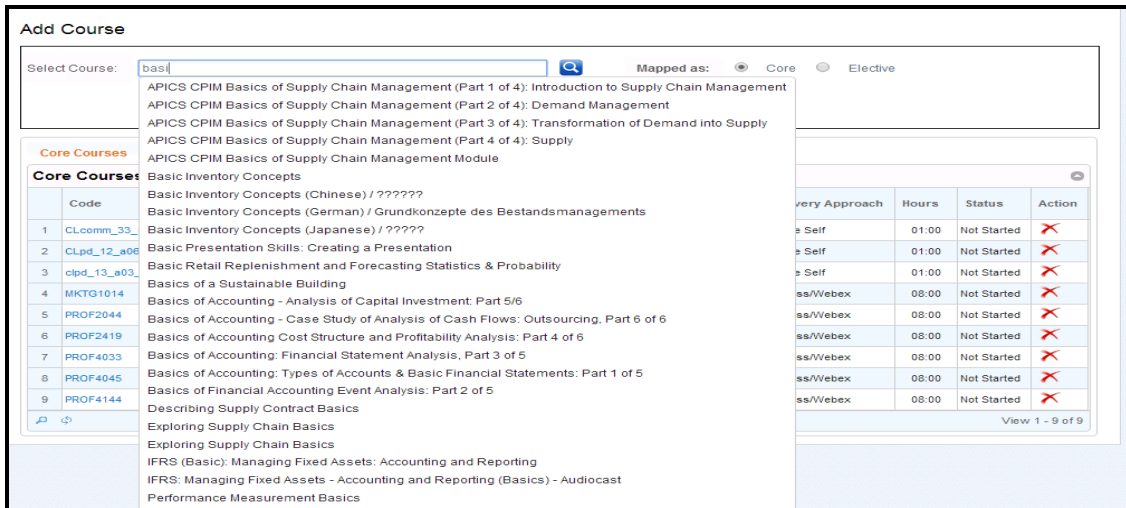 Add Course
Select Course: basi Mapped as: Core Elective
APICS CPIM Basics of Supply Chain Management (Part 1 of 4): Introduction to Supply Chain Management
APICS CPIM Basics of Supply Chain Management (Part 2 of 4): Demand Management
APICS CPIM Basics of Supply Chain Management (Part 3 of 4): Transformation of Demand into Supply
APICS CPIM Basics of Supply Chain Management (Part 4 of 4): Supply
APICS CPIM Basics of Supply Chain Management Module
Basic Inventory Concepts
Basic Inventory Concepts (Chinese) / ??????
Basic Inventory Concepts (German) / Grundkonzepte des Bestandsmanagements
Basic Inventory Concepts (Japanese) / ?????
Basic Presentation Skills: Creating a Presentation
Basic Retail Replenishment and Forecasting Statistics & Probability
Basics of a Sustainable Building
Basics of Accounting - Analysis of Capital Investment: Part 5/6
Basics of Accounting - Case Study of Analysis of Cash Flows: Outsourcing, Part 6 of 6
Basics of Accounting Cost Structure and Profitability Analysis: Part 4 of 6
Basics of Accounting: Financial Statement Analysis, Part 3 of 5
Basics of Accounting: Types of Accounts & Basic Financial Statements: Part 1 of 5
Basics of Financial Accounting Event Analysis: Part 2 of 5
Describing Supply Contract Basics
Exploring Supply Chain Basics
Exploring Supply Chain Basics
IFRS (Basic): Managing Fixed Assets: Accounting and Reporting
IFRS: Managing Fixed Assets - Accounting and Reporting (Basics) - Audiocast
Performance Measurement Basics
Core Courses
Core Courses
Code very Approach Hours Status Action
1 CLcomm_33_ e Self 01:00 Not Started
2 CLpd_12_a06 e Self 01:00 Not Started
3 clpd_13_a03_ e Self 01:00 Not Started
4 MKTG1014 ss/Webex 08:00 Not Started
5 PROF2044 ss/Webex 08:00 Not Started
6 PROF2419 ss/Webex 08:00 Not Started
7 PROF4033 ss/Webex 08:00 Not Started
8 PROF4045 ss/Webex 08:00 Not Started
9 PROF4144 ss/Webex 08:00 Not Started
View 1 - 9 of 9